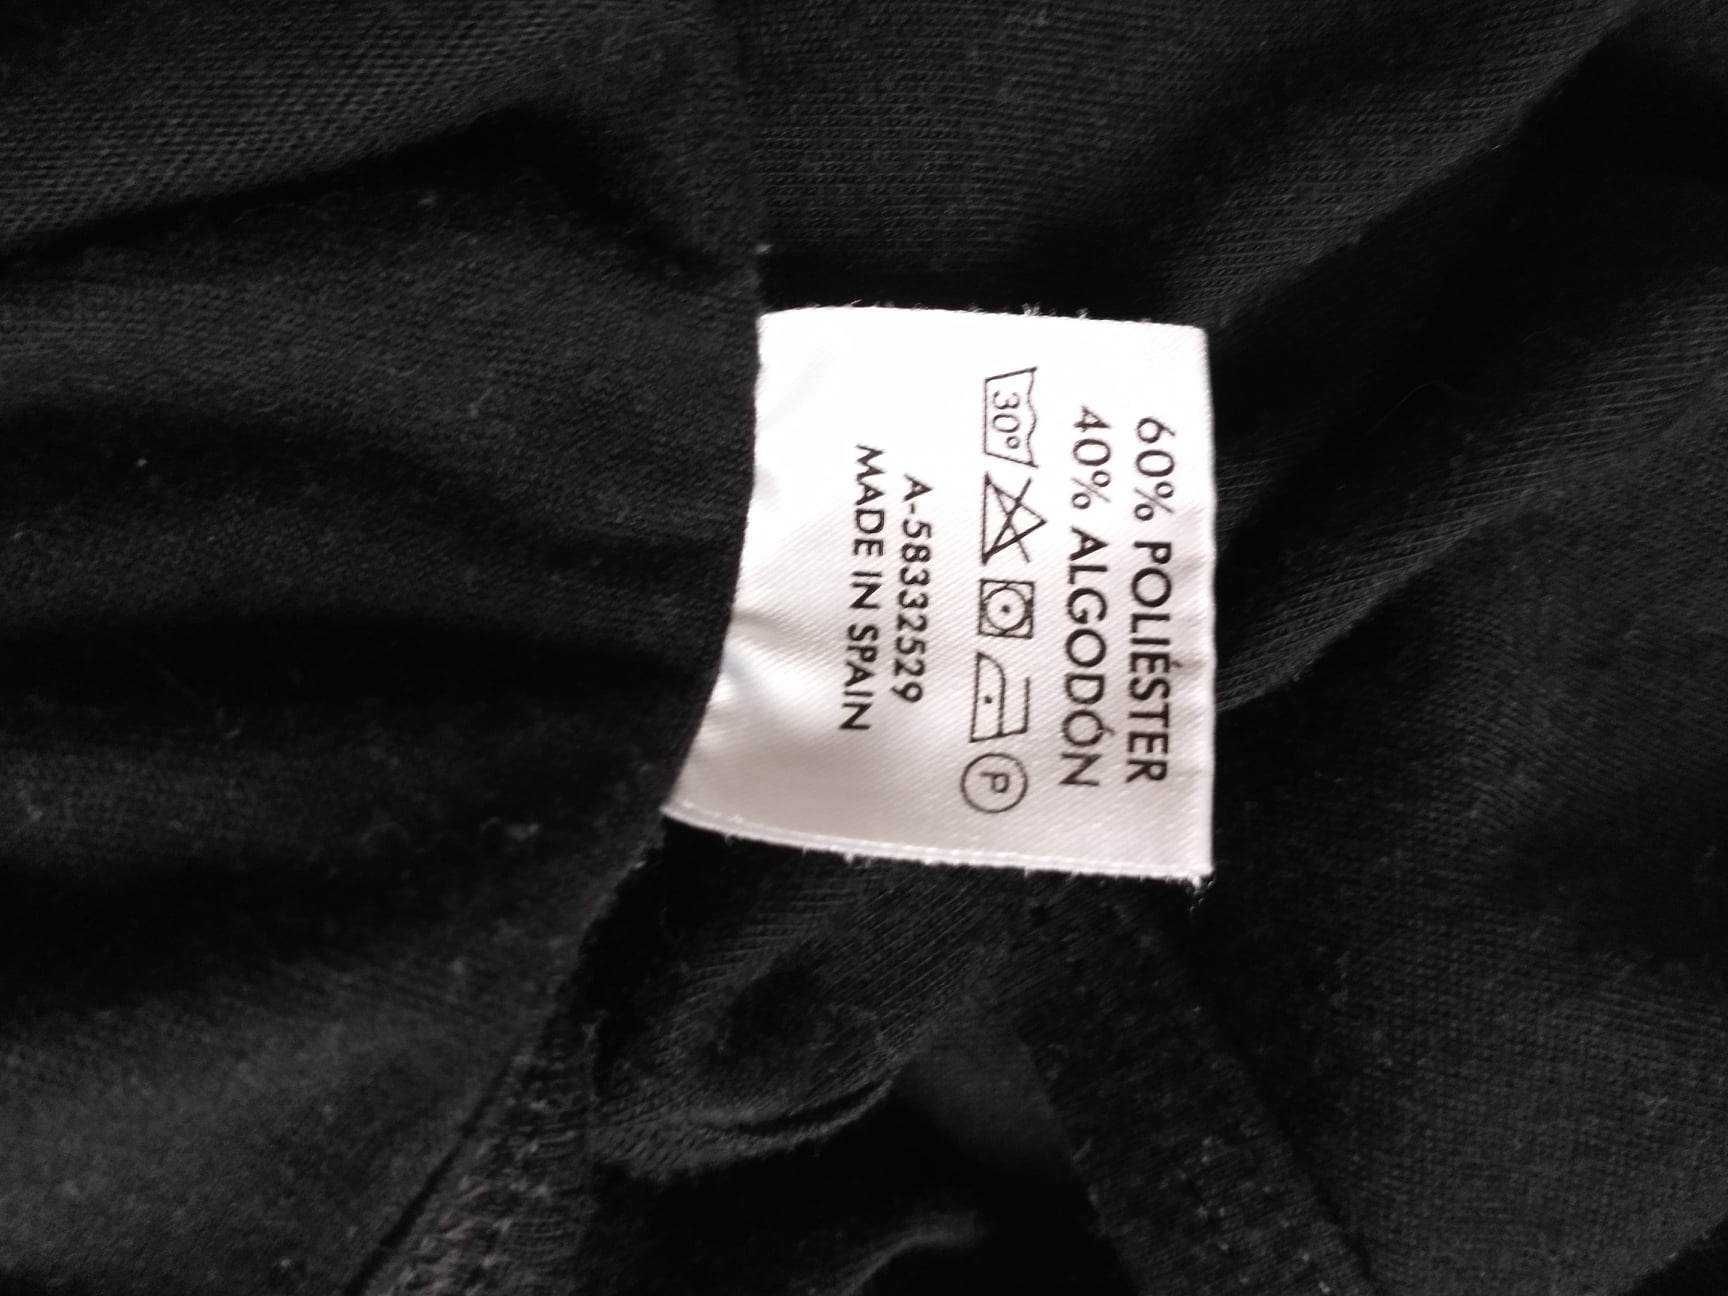 60% POLIÉSTER
40% ALGODÓN
30° P
A-58332529
MADE IN SPAIN